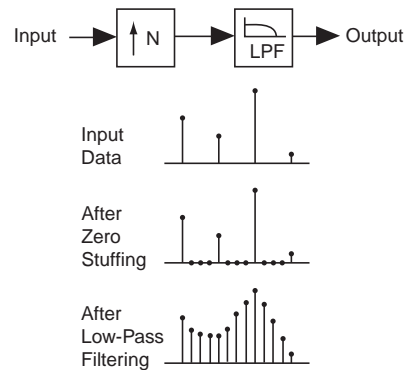 Input
N
LPF
Output
Input
Data
After
Zero
Stuffing
After
Low-Pass
Filtering